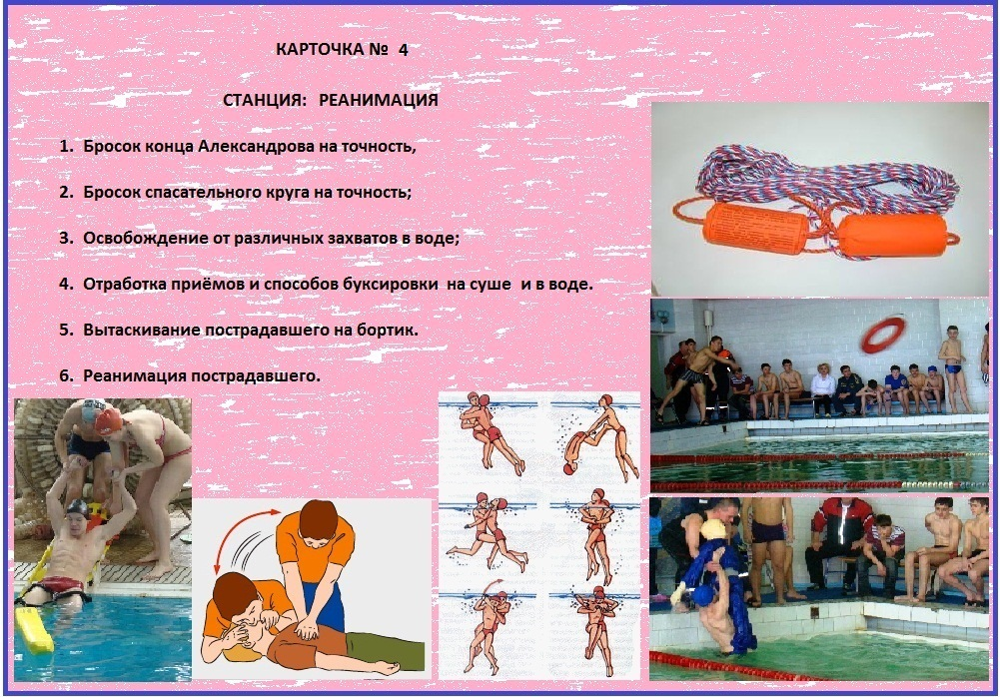 КАРТОЧКА № 4
СТАНЦИЯ: РЕАНИМАЦИЯ
1. Бросок конца Александрова на точность,
2. Бросок спасательного круга на точность;
3. Освобождение от различных захватов в воде;
4. Отработка приёмов и способов буксировки на суше и в воде.
5. Вытаскивание пострадавшего на бортик.
6. Реанимация пострадавшего.